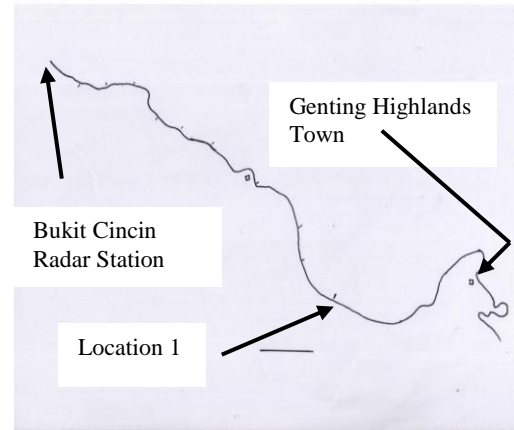 Genting Highlands
Town
Bukit Cincin
Radar Station
Location 1